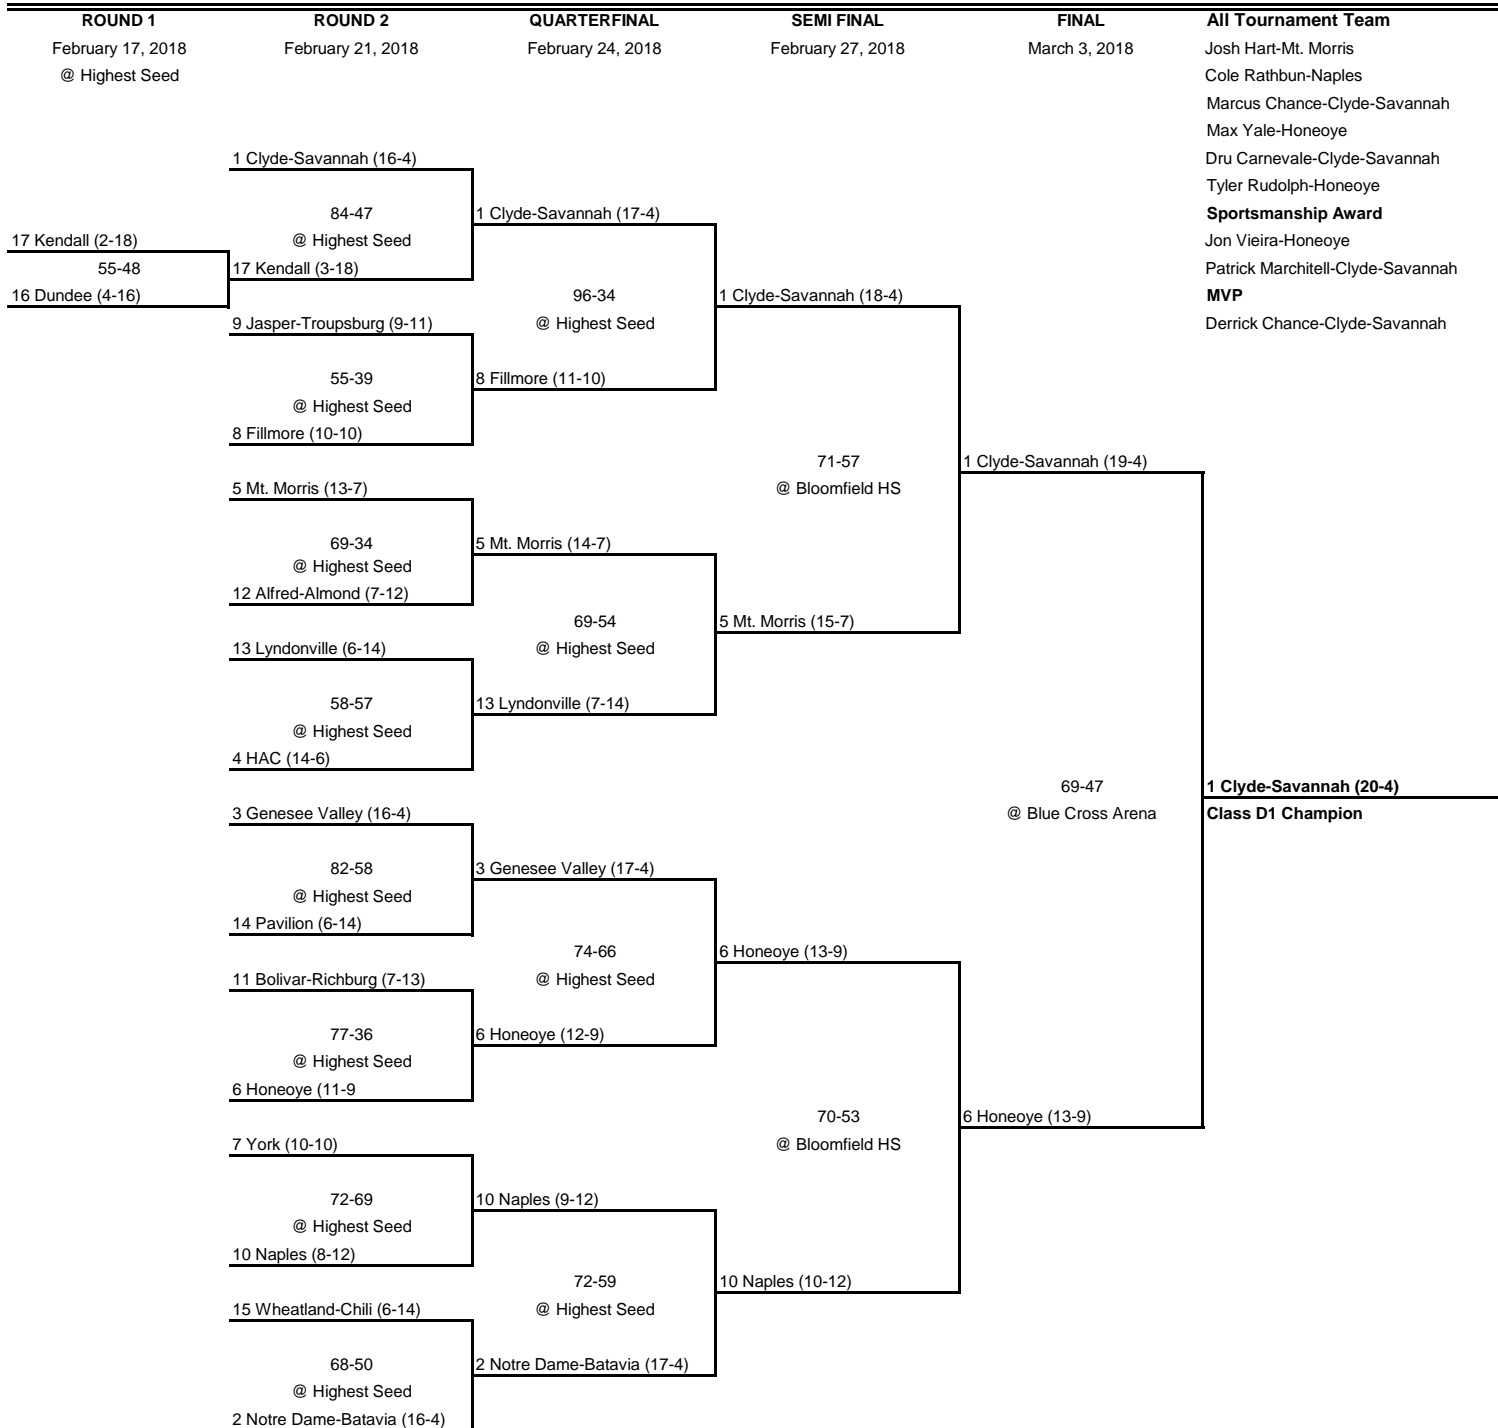 ROUND 1
February 17, 2018
@ Highest Seed
17 Kendall (2-18)
55-48
16 Dundee (4-16)
ROUND 2
February 21, 2018
1 Clyde-Savannah (16-4)
84-47
@ Highest Seed
17 Kendall (3-18)
9 Jasper-Troupsburg (9-11)
55-39
@ Highest Seed
8 Fillmore (10-10)
5 Mt. Morris (13-7)
69-34
@ Highest Seed
12 Alfred-Almond (7-12)
13 Lyndonville (6-14)
58-57
@ Highest Seed
4 HAC (14-6)
3 Genesee Valley (16-4)
82-58
@ Highest Seed
14 Pavilion (6-14)
11 Bolivar-Richburg (7-13)
77-36
@ Highest Seed
6 Honeoye (11-9
7 York (10-10)
72-69
@ Highest Seed
10 Naples (8-12)
15 Wheatland-Chili (6-14)
68-50
@ Highest Seed
2 Notre Dame-Batavia (16-4)
QUARTERFINAL
February 24, 2018
1 Clyde-Savannah (17-4)
96-34
@ Highest Seed
8 Fillmore (11-10)
5 Mt. Morris (14-7)
69-54
@ Highest Seed
13 Lyndonville (7-14)
3 Genesee Valley (17-4)
74-66
@ Highest Seed
6 Honeoye (12-9)
10 Naples (9-12)
72-59
@ Highest Seed
2 Notre Dame-Batavia (17-4)
SEMI FINAL
February 27, 2018
1 Clyde-Savannah (18-4)
71-57
@ Bloomfield HS
5 Mt. Morris (15-7)
6 Honeoye (13-9)
70-53
@ Bloomfield HS
10 Naples (10-12)
FINAL
March 3, 2018
1 Clyde-Savannah (19-4)
69-47
@ Blue Cross Arena
6 Honeoye (13-9)
All Tournament Team
Josh Hart-Mt. Morris
Cole Rathbun-Naples
Marcus Chance-Clyde-Savannah
Max Yale-Honeoye
Dru Carnevale-Clyde-Savannah
Tyler Rudolph-Honeoye
Sportsmanship Award
Jon Vieira-Honeoye
Patrick Marchitell-Clyde-Savannah
MVP
Derrick Chance-Clyde-Savannah
1 Clyde-Savannah (20-4)
Class D1 Champion